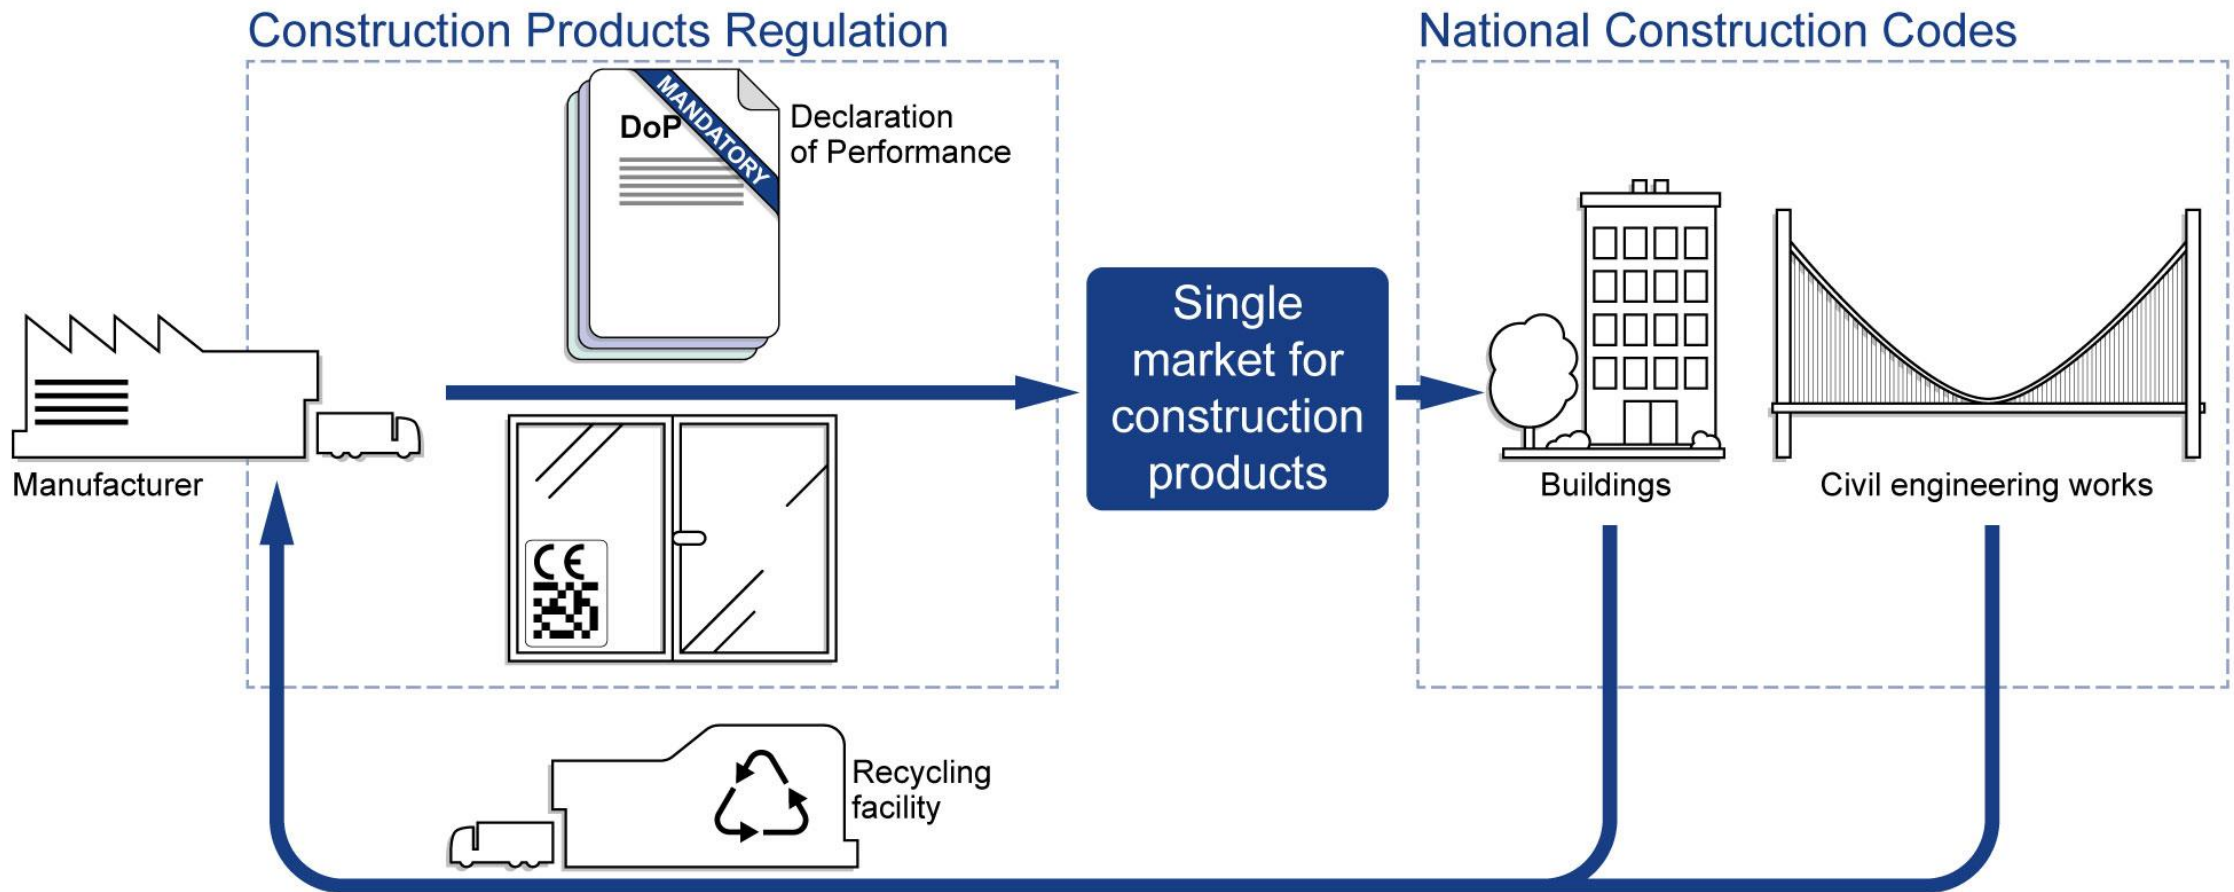 Construction Products Regulation
National Construction Codes
MANDATORY
DoP
Declaration
of Performance
Single
market for
construction
products
Manufacturer
CE
Buildings
Civil engineering works
Recycling
facility